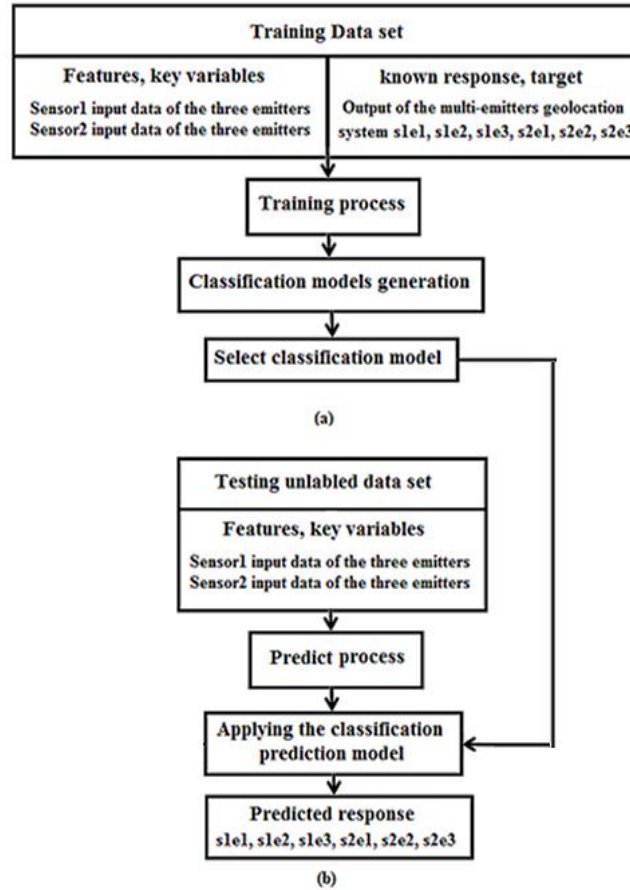 Training Data set
Features, key variables
Sensor1 input data of the three emitters
Sensor2 input data of the three emitters
known response, target
Output of the multi-emitters geolocation
system s1e1, s1e2, s1e3, s2e1, s2e2, s2e3
Training process
Classification models generation
Select classification model
(a)
Testing unlabled data set
Features, key variables
Sensor1 input data of the three emitters
Sensor2 input data of the three emitters
Predict process
Applying the classification
prediction model
Predicted response
s1e1, s1e2, s1e3, s2e1, s2e2, s2e3
(b)